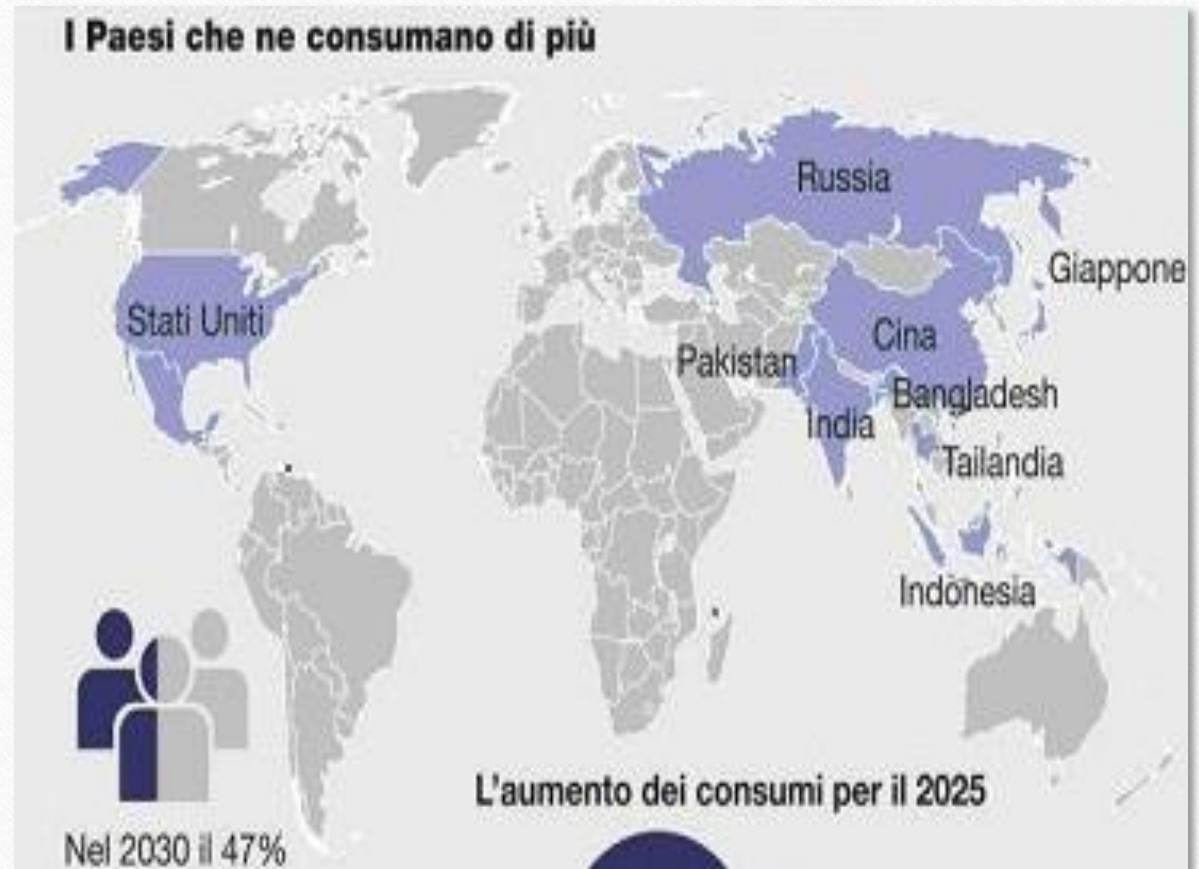 I Paesi che ne consumano di più
Russia
Giappone
Stati Uniti
Cina
Pakistan
Bangladesh
India
Tailandia
Indonesia
L'aumento dei consumi per il 2025
Nel 2030 il 47%